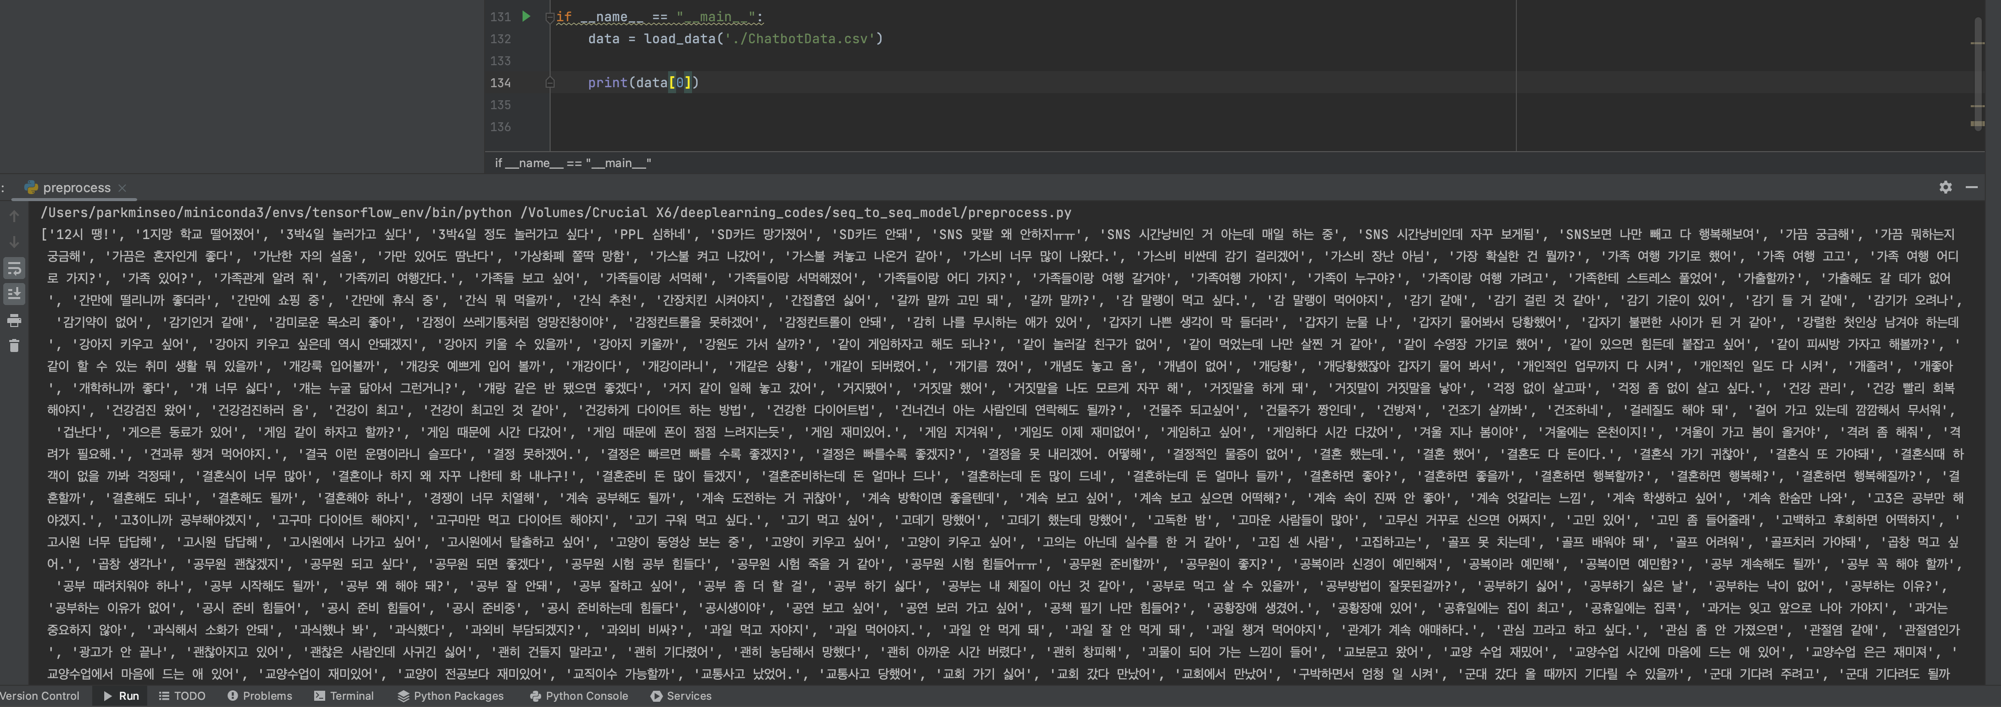 131 if __name__ == "__main__":
132 data = load_data('./ChatbotData.csv')
133
134 print(data[0])
135
136
if __name__ == "__main__"
: preprocess
/Users/parkminseo/miniconda3/envs/tensorflow_env/bin/python /Volumes/Crucial X6/deeplearning_codes/seq_to_seq_model/preprocess.py
['12시 땡!', '1지망 학교 떨어졌어', '3박4일 놀러가고 싶다', '3박4일 정도 놀러가고 싶다', 'PPL 심하네', 'SD카드 망가졌어', 'SD카드 안돼', 'SNS 맞팔 왜 안하지ㅠㅠ', 'SNS 시간낭비인 거 아는데 매일 하는 중', 'SNS 시간낭비인데 자꾸 보게됨', 'SNS보면 나만 빼고 다 행복해보여', '가끔 궁금해', '가끔 뭐하는지
궁금해', '가끔은 혼자인게 좋다', '가난한 자의 설움', '가만 있어도 땀난다', '가상화폐 쫄딱 망함', '가스불 켜고 나갔어', '가스불 켜놓고 나온거 같아', '가스비 너무 많이 나왔다.', '가스비 비싼데 감기 걸리겠어', '가스비 장난 아님', '가장 확실한 건 뭘까?', '가족 여행 가기로 했어', '가족 여행 고고', '가족 여행 어디
로 가지?', '가족 있어?', '가족관계 알려 줘', '가족끼리 여행간다.', '가족들 보고 싶어', '가족들이랑 서먹해', '가족들이랑 서먹해졌어', '가족들이랑 어디 가지?', '가족들이랑 여행 갈거야', '가족여행 가야지', '가족이 누구야?', '가족이랑 여행 가려고', '가족한테 스트레스 풀었어', '가출할까?', '가출해도 갈 데가 없어
', '간만에 떨리니까 좋더라', '간만에 쇼핑 중', '간만에 휴식 중', '간식 뭐 먹을까', '간식 추천', '간장치킨 시켜야지', '간접흡연 싫어', '갈까 말까 고민 돼', '갈까 말까?', '감 말랭이 먹고 싶다.', '감 말랭이 먹어야지', '감기 같애', '감기 걸린 것 같아', '감기 기운이 있어', '감기 들 거 같애', '감기가 오려나',
'감기약이 없어', '감기인거 같애', '감미로운 목소리 좋아', '감정이 쓰레기통처럼 엉망진창이야', '감정컨트롤을 못하겠어', '감정컨트롤이 안돼', '감히 나를 무시하는 애가 있어', '갑자기 나쁜 생각이 막 들더라', '갑자기 눈물 나', '갑자기 물어봐서 당황했어', '갑자기 불편한 사이가 된 거 같아', '강렬한 첫인상 남겨야 하는데
', '강아지 키우고 싶어', '강아지 키우고 싶은데 역시 안돼겠지', '강아지 키울 수 있을까', '강아지 키울까', '강원도 가서 살까?', '같이 게임하자고 해도 되나?', '같이 놀러갈 친구가 없어', '같이 먹었는데 나만 살찐 거 같아', '같이 수영장 가기로 했어', '같이 있으면 힘든데 붙잡고 싶어', '같이 피씨방 가자고 해볼까?', '
같이 할 수 있는 취미 생활 뭐 있을까', '개강룩 입어볼까', '개강옷 예쁘게 입어 볼까', '개강이다', '개강이라니', '개같은 상황', '개같이 되버렸어.', '개기름 꼈어', '개념도 놓고 옴', '개념이 없어', '개당황', '개당황했잖아 갑자기 물어 봐서', '개인적인 업무까지 다 시켜', '개인적인 일도 다 시켜', '개졸려', '개좋아
', '개학하니까 좋다', '걔 너무 싫다', '걔는 누굴 닮아서 그런거니?', '걔랑 같은 반 됐으면 좋겠다', '거지 같이 일해 놓고 갔어', '거지됐어', '거짓말 했어', '거짓말을 나도 모르게 자꾸 해', '거짓말을 하게 돼', '거짓말이 거짓말을 낳아', '걱정 없이 살고파', '걱정 좀 없이 살고 싶다.', '건강 관리', '건강 빨리 회복
해야지', '건강검진 왔어', '건강검진하러 옴', '건강이 최고', '건강이 최고인 것 같아', '건강하게 다이어트 하는 방법', '건강한 다이어트법', '건너건너 아는 사람인데 연락해도 될까?', '건물주 되고싶어', '건물주가 짱인데', '건방져', '건조기 살까봐', '건조하네', '걸레질도 해야 돼', '걸어 가고 있는데 깜깜해서 무서워',
'겁난다', '게으른 동료가 있어', '게임 같이 하자고 할까?', '게임 때문에 시간 다갔어', '게임 때문에 폰이 점점 느려지는듯', '게임 재미있어.', '게임 지겨워', '게임도 이제 재미없어', '게임하고 싶어', '게임하다 시간 다갔어', '겨울 지나 봄이야', '겨울에는 온천이지!', '겨울이 가고 봄이 올거야', '격려 좀 해줘', '격
려가 필요해.', '견과류 챙겨 먹어야지.', '결국 이런 운명이라니 슬프다', '결정 못하겠어.', '결정은 빠르면 빠를 수록 좋겠지?', '결정은 빠를수록 좋겠지?', '결정을 못 내리겠어. 어떻해', '결정적인 물증이 없어', '결혼 했는데.', '결혼 했어', '결혼도 다 돈이다.', '결혼식 가기 귀찮아', '결혼식 또 가야돼', '결혼식때 하
객이 없을 까봐 걱정돼', '결혼식이 너무 많아', '결혼이나 하지 왜 자꾸 나한테 화 내냐구!', '결혼준비 돈 많이 들겠지', '결혼준비하는데 돈 얼마나 드나', '결혼하는데 돈 많이 드네', '결혼하는데 돈 얼마나 들까', '결혼하면 좋아?', '결혼하면 좋을까', '결혼하면 행복할까?', '결혼하면 행복해?', '결혼하면 행복해질까?', '결
혼할까', '결혼해도 되나', '결혼해도 될까', '결혼해야 하나', '경쟁이 너무 치열해', '계속 공부해도 될까', '계속 도전하는 거 귀찮아', '계속 방학이면 좋을텐데', '계속 보고 싶어', '계속 보고 싶으면 어떡해?', '계속 속이 진짜 안 좋아', '계속 엇갈리는 느낌', '계속 학생하고 싶어', '계속 한숨만 나와', '고3은 공부만 해
야겠지.', '고3이니까 공부해야겠지', '고구마 다이어트 해야지', '고구마만 먹고 다이어트 해야지', '고기 구워 먹고 싶다.', '고기 먹고 싶어', '고데기 망했어', '고데기 했는데 망했어', '고독한 밤', '고마운 사람들이 많아', '고무신 거꾸로 신으면 어쩌지', '고민 있어', '고민 좀 들어줄래', '고백하고 후회하면 어떡하지', '
고시원 너무 답답해', '고시원 답답해', '고시원에서 나가고 싶어', '고시원에서 탈출하고 싶어', '고양이 동영상 보는 중', '고양이 키우고 싶어', '고양이 키우고 싶어', '고의는 아닌데 실수를 한 거 같아', '고집 센 사람', '고집하고는', '골프 못 치는데', '골프 배워야 돼', '골프 어려워', '골프치러 가야돼', '곱창 먹고 싶
어.', '곱창 생각나', '공무원 괜찮겠지', '공무원 되고 싶다', '공무원 되면 좋겠다', '공무원 시험 공부 힘들다', '공무원 시험 죽을 거 같아', '공무원 시험 힘들어ㅠㅠ', '공무원 준비할까', '공무원이 좋지?', '공복이라 신경이 예민해져', '공복이라 예민해', '공복이면 예민함?', '공부 계속해도 될까', '공부 꼭 해야 할까',
'공부 때려치워야 하나', '공부 시작해도 될까', '공부 왜 해야 돼?', '공부 잘 안돼', '공부 잘하고 싶어', '공부 좀 더 할 걸', '공부 하기 싫다', '공부는 내 체질이 아닌 것 같아', '공부로 먹고 살 수 있을까', '공부방법이 잘못된걸까?', '공부하기 싫어', '공부하기 싫은 날', '공부하는 낙이 없어', '공부하는 이유?',
'공부하는 이유가 없어', '공시 준비 힘들어', '공시 준비 힘들어', '공시 준비중', '공시 준비하는데 힘들다', '공시생이야', '공연 보고 싶어', '공연 보러 가고 싶어', '공책 필기 나만 힘들어?', '공황장애 생겼어.', '공황장애 있어', '공휴일에는 집이 최고', '공휴일에는 집콕', '과거는 잊고 앞으로 나아 가야지', '과거는
중요하지 않아', '과식해서 소화가 안돼', '과식했나 봐', '과식했다', '과외비 부담되겠지?', '과외비 비싸?', '과일 먹고 자야지', '과일 먹어야지.', '과일 안 먹게 돼', '과일 잘 안 먹게 돼', '과일 챙겨 먹어야지', '관계가 계속 애매하다.', '관심 끄라고 하고 싶다.', '관심 좀 안 가졌으면', '관절염 같애', '관절염인가
', '광고가 안 끝나', '괜찮아지고 있어', '괜찮은 사람인데 사귀긴 싫어', '괜히 건들지 말라고', '괜히 기다렸어', '괜히 농담해서 망했다', '괜히 아까운 시간 버렸다', '괜히 창피해', '괴물이 되어 가는 느낌이 들어', '교보문고 왔어', '교양 수업 재밌어', '교양수업 시간에 마음에 드는 애 있어', '교양수업 은근 재미져', '
교양수업에서 마음에 드는 애 있어', '교양수업이 재미있어', '교양이 전공보다 재미있어', '교직이수 가능할까', '교통사고 났었어.', '교통사고 당했어', '교회 가기 싫어', '교회 갔다 만났어', '교회에서 만났어', '구박하면서 엄청 일 시켜', '군대 갔다 올 때까지 기다릴 수 있을까', '군대 기다려 주려고', '군대 기다려도 될까
Version Control Run TODO Problems Terminal Python Packages Python Console Services